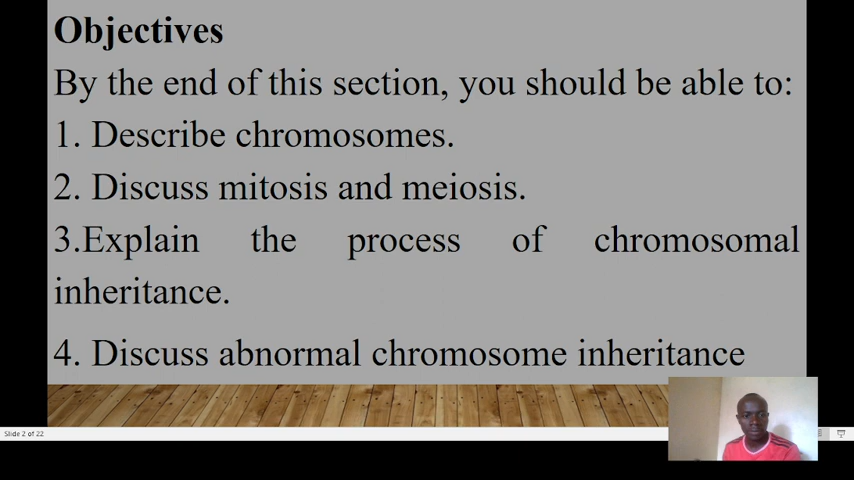 Objectives
By the end of this section, you should be able to:
1. Describe chromosomes.
2. Discuss mitosis and meiosis.
3.Explain the process of chromosomal
inheritance.
4. Discuss abnormal chromosome inheritance
Slide 2 of 22